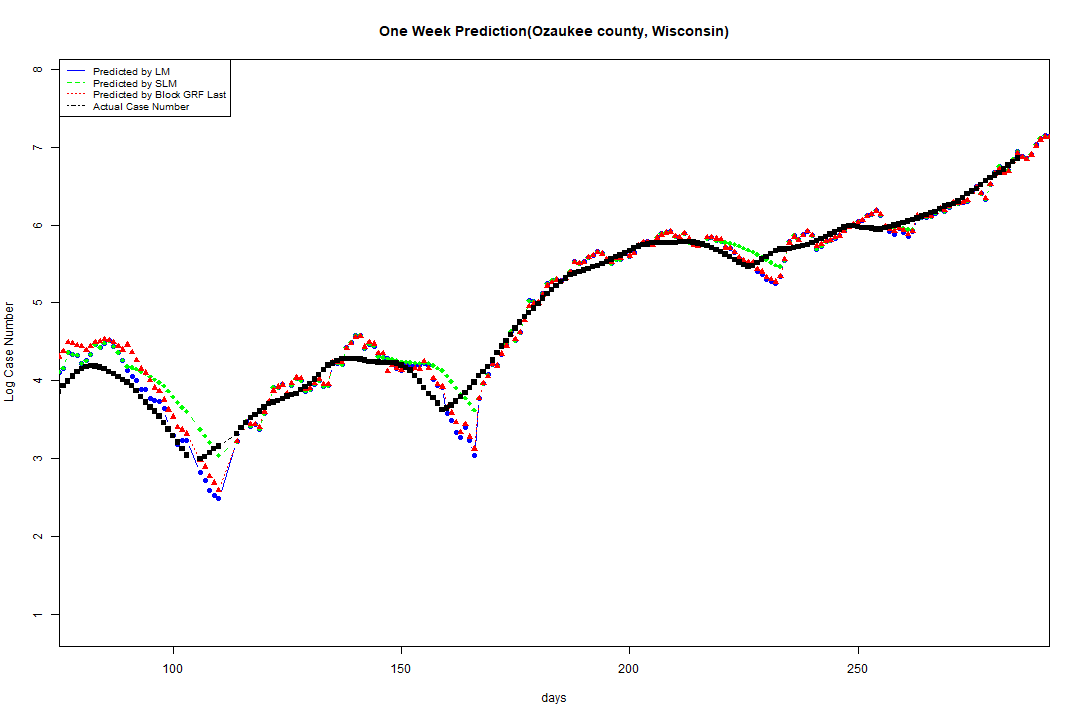 One Week Prediction(Ozaukee county, Wisconsin)
Predicted by LM
Predicted by SLM
Predicted by Block GRF Last
Actual Case Number
8
7
6
5
4
3
2
1
Log Case Number
100 150 200 250
days